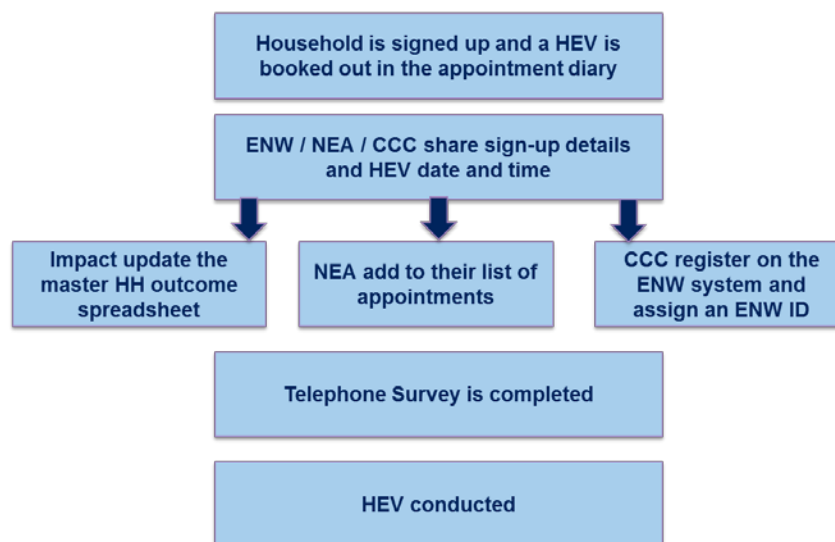 Household is signed up and a HEV is
booked out in the appointment diary
ENW / NEA / CCC share sign-up details
and HEV date and time
Impact update the
master HH outcome
spreadsheet
NEA add to their list of
appointments
CCC register on the
ENW system and
assign an ENW ID
Telephone Survey is completed
HEV conducted